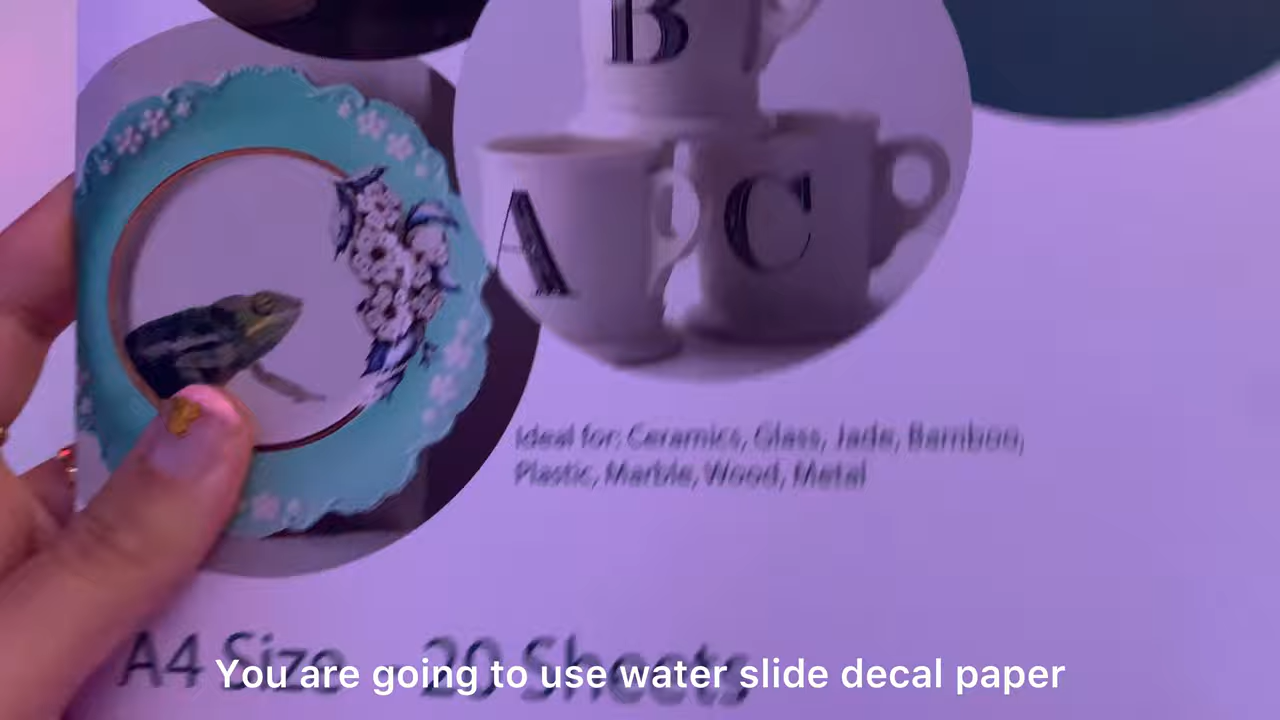 B
A C
Ideal for: Ceramics, Glass, Jade, Bamboo,
Plastic, Marble, Wood, Metal
A4 Size - 20 Sheets
You are going to use water slide decal paper